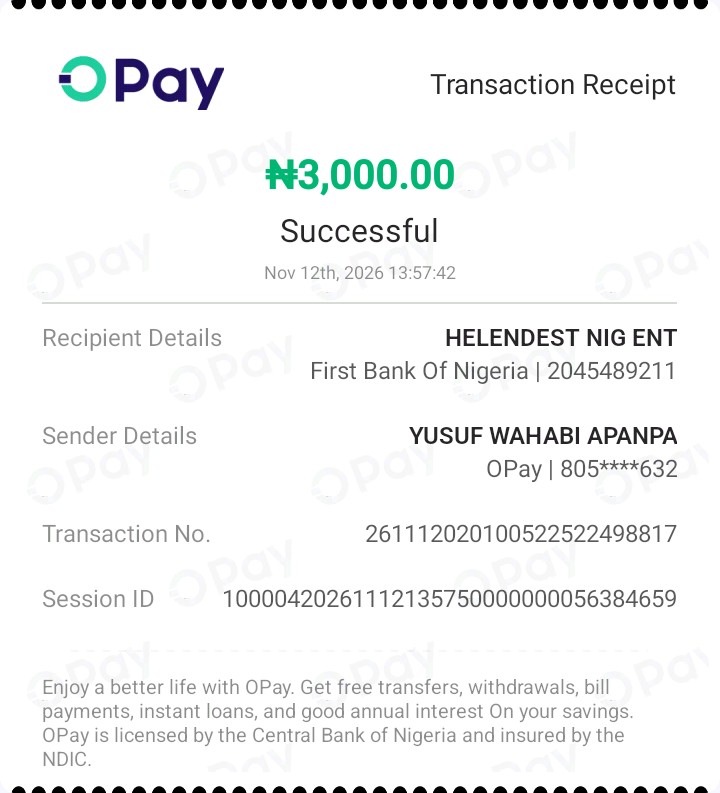 OPay
Transaction Receipt
₦3,000.00
Successful
Nov 12th, 2026 13:57:42
Recipient Details
HELENDEST NIG ENT
First Bank Of Nigeria | 2045489211
Sender Details
YUSUF WAHABI APANPA
OPay | 805****632
Transaction No.
261112020100522522498817
Session ID
100004202611121357500000000056384659
Enjoy a better life with OPay. Get free transfers, withdrawals, bill
payments, instant loans, and good annual interest On your savings.
OPay is licensed by the Central Bank of Nigeria and insured by the
NDIC.